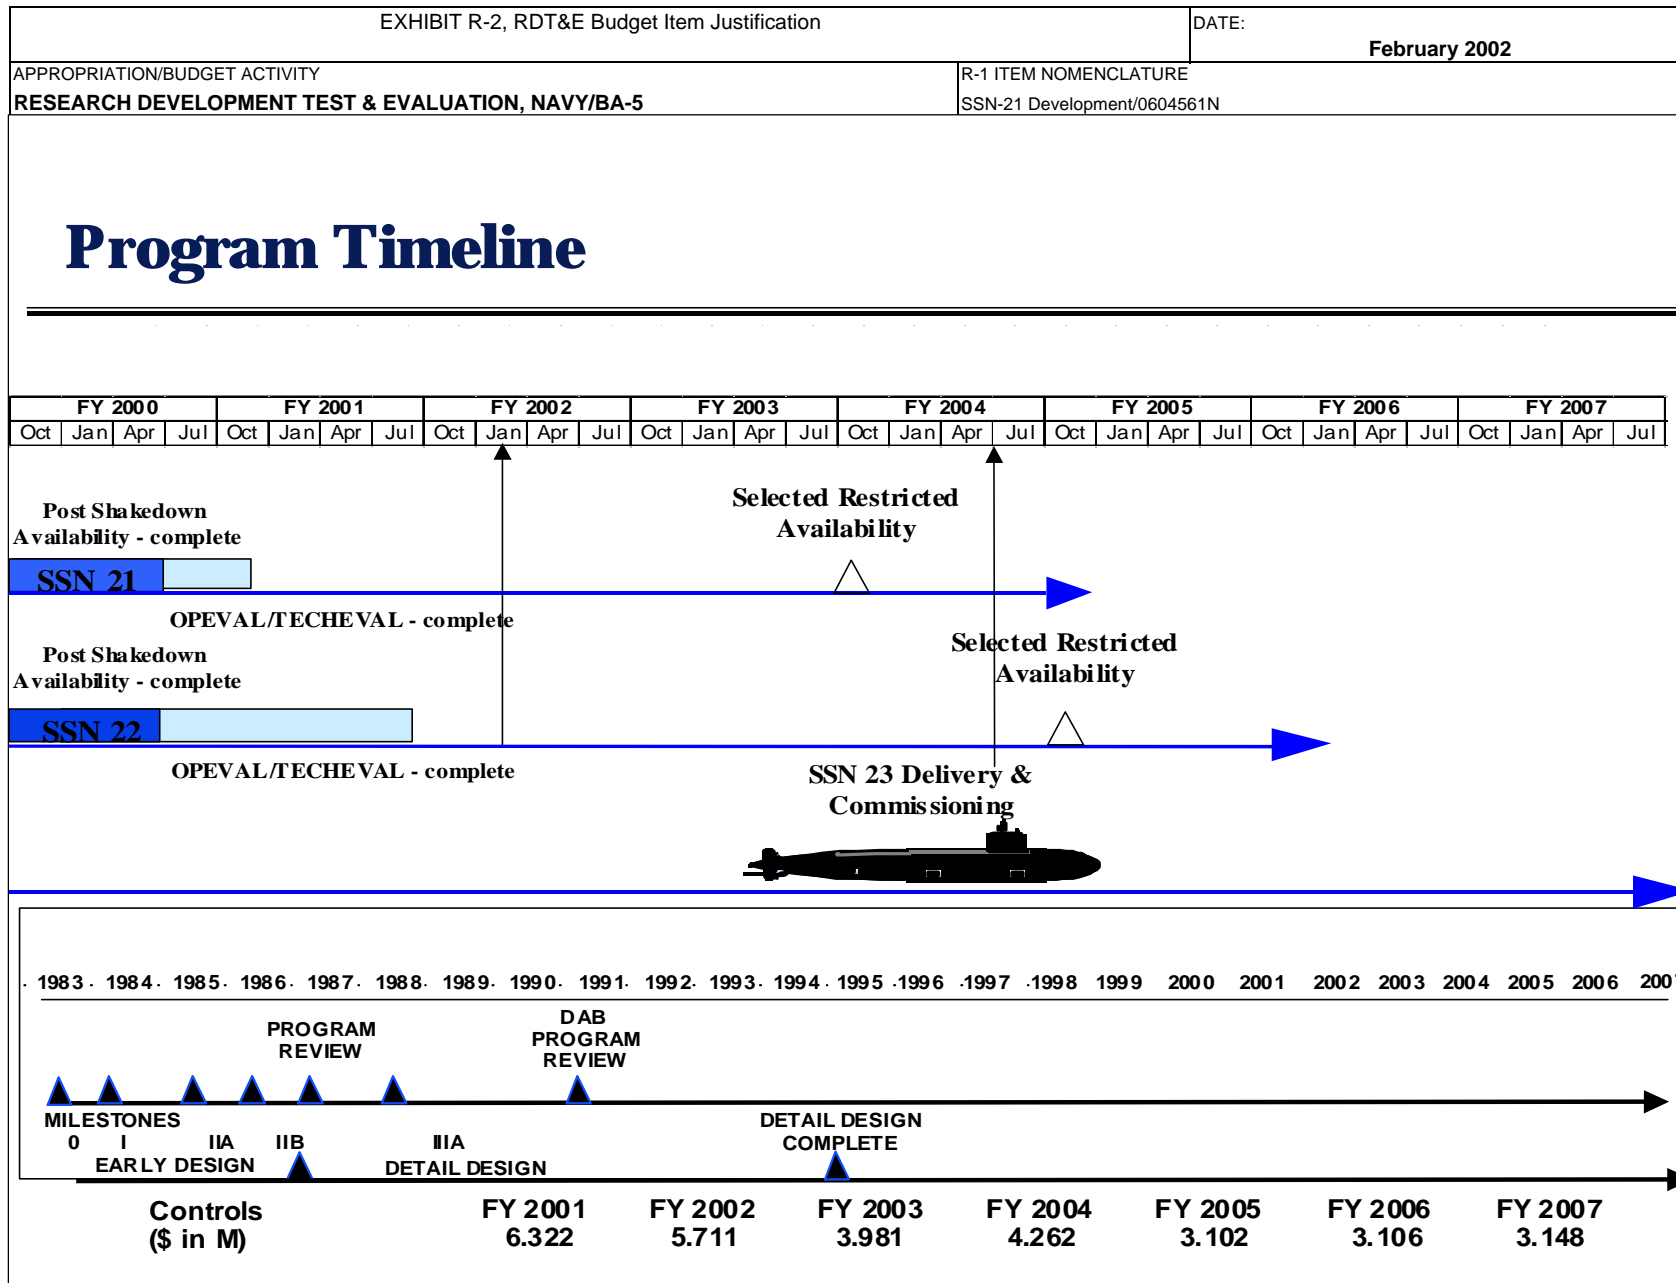 EXHIBIT R-2, RDT&E Budget Item Justification
DATE:
February 2002
APPROPRIATION/BUDGET ACTIVITY
R-1 ITEM NOMENCLATURE
RESEARCH DEVELOPMENT TEST & EVALUATION, NAVY/BA-5
SSN-21 Development/0604561N
Program Timeline
FY 2000 FY 2001 FY 2002 FY 2003 FY 2004 FY 2005 FY 2006 FY 2007
Oct Jan Apr Jul Oct Jan Apr Jul Oct Jan Apr Jul Oct Jan Apr Jul Oct Jan Apr Jul Oct Jan Apr Jul Oct Jan Apr Jul Oct Jan Apr Jul
Post Shakedown
Availability - complete
Selected Restricted
Availability
SSN 21
OPEVAL/TECHEVAL - complete
Post Shakedown
Availability - complete
Selected Restricted
Availability
SSN 22
OPEVAL/TECHEVAL - complete
SSN 23 Delivery &
Commissioning
1983 1984 1985 1986 1987 1988 1989 1990 1991 1992 1993 1994 1995 1996 1997 1998 1999 2000 2001 2002 2003 2004 2005 2006
PROGRAM
REVIEW
DAB
PROGRAM
REVIEW
MILESTONES
0 I IIA IIB IIIA
EARLY DESIGN
DETAIL DESIGN
DETAIL DESIGN
COMPLETE
Controls FY 2001 FY 2002 FY 2003 FY 2004 FY 2005 FY 2006 FY 2007
($ in M) 6.322 5.711 3.981 4.262 3.102 3.106 3.148